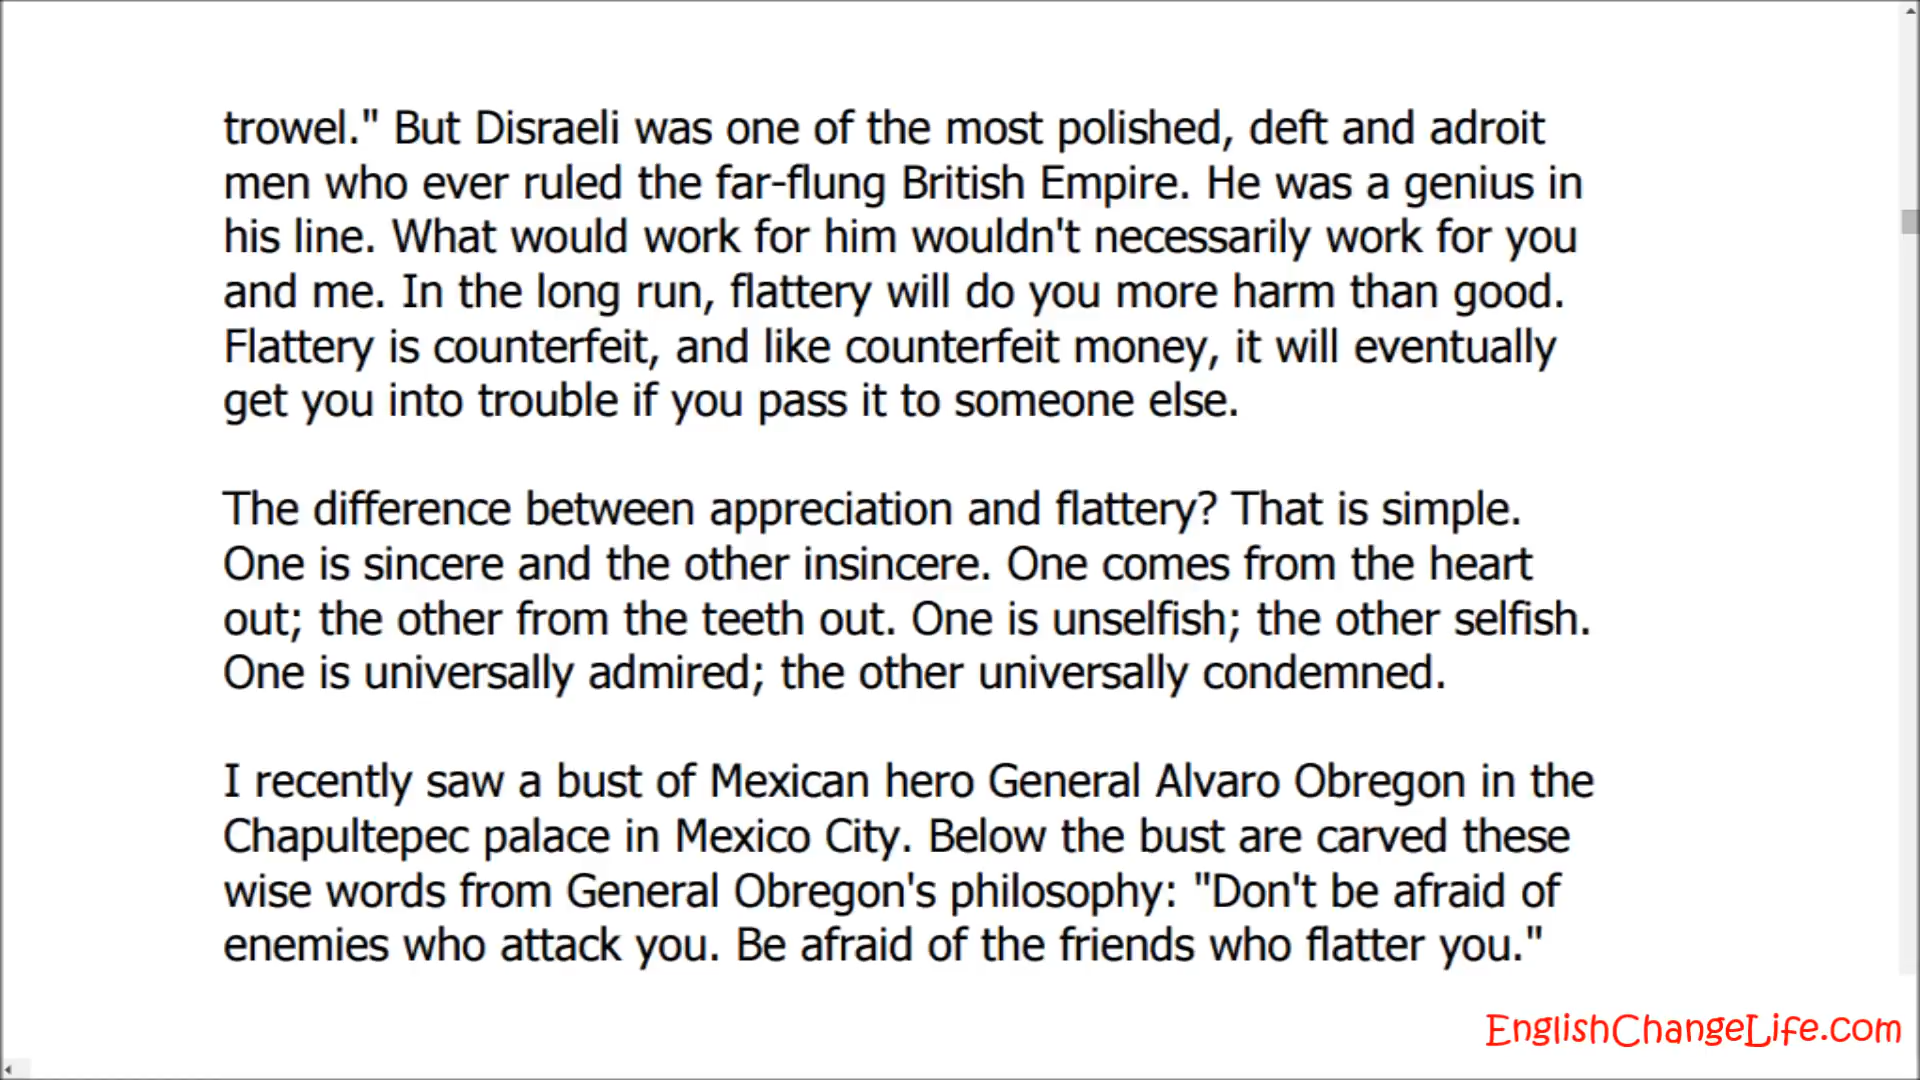 trowel." But Disraeli was one of the most polished, deft and adroit
men who ever ruled the far-flung British Empire. He was a genius in
his line. What would work for him wouldn't necessarily work for you
and me. In the long run, flattery will do you more harm than good.
Flattery is counterfeit, and like counterfeit money, it will eventually
get you into trouble if you pass it to someone else.
The difference between appreciation and flattery? That is simple.
One is sincere and the other insincere. One comes from the heart
out; the other from the teeth out. One is unselfish; the other selfish.
One is universally admired; the other universally condemned.
I recently saw a bust of Mexican hero General Alvaro Obregon in the
Chapultepec palace in Mexico City. Below the bust are carved these
wise words from General Obregon's philosophy: "Don't be afraid of
enemies who attack you. Be afraid of the friends who flatter you."
EnglishChangeLife.com